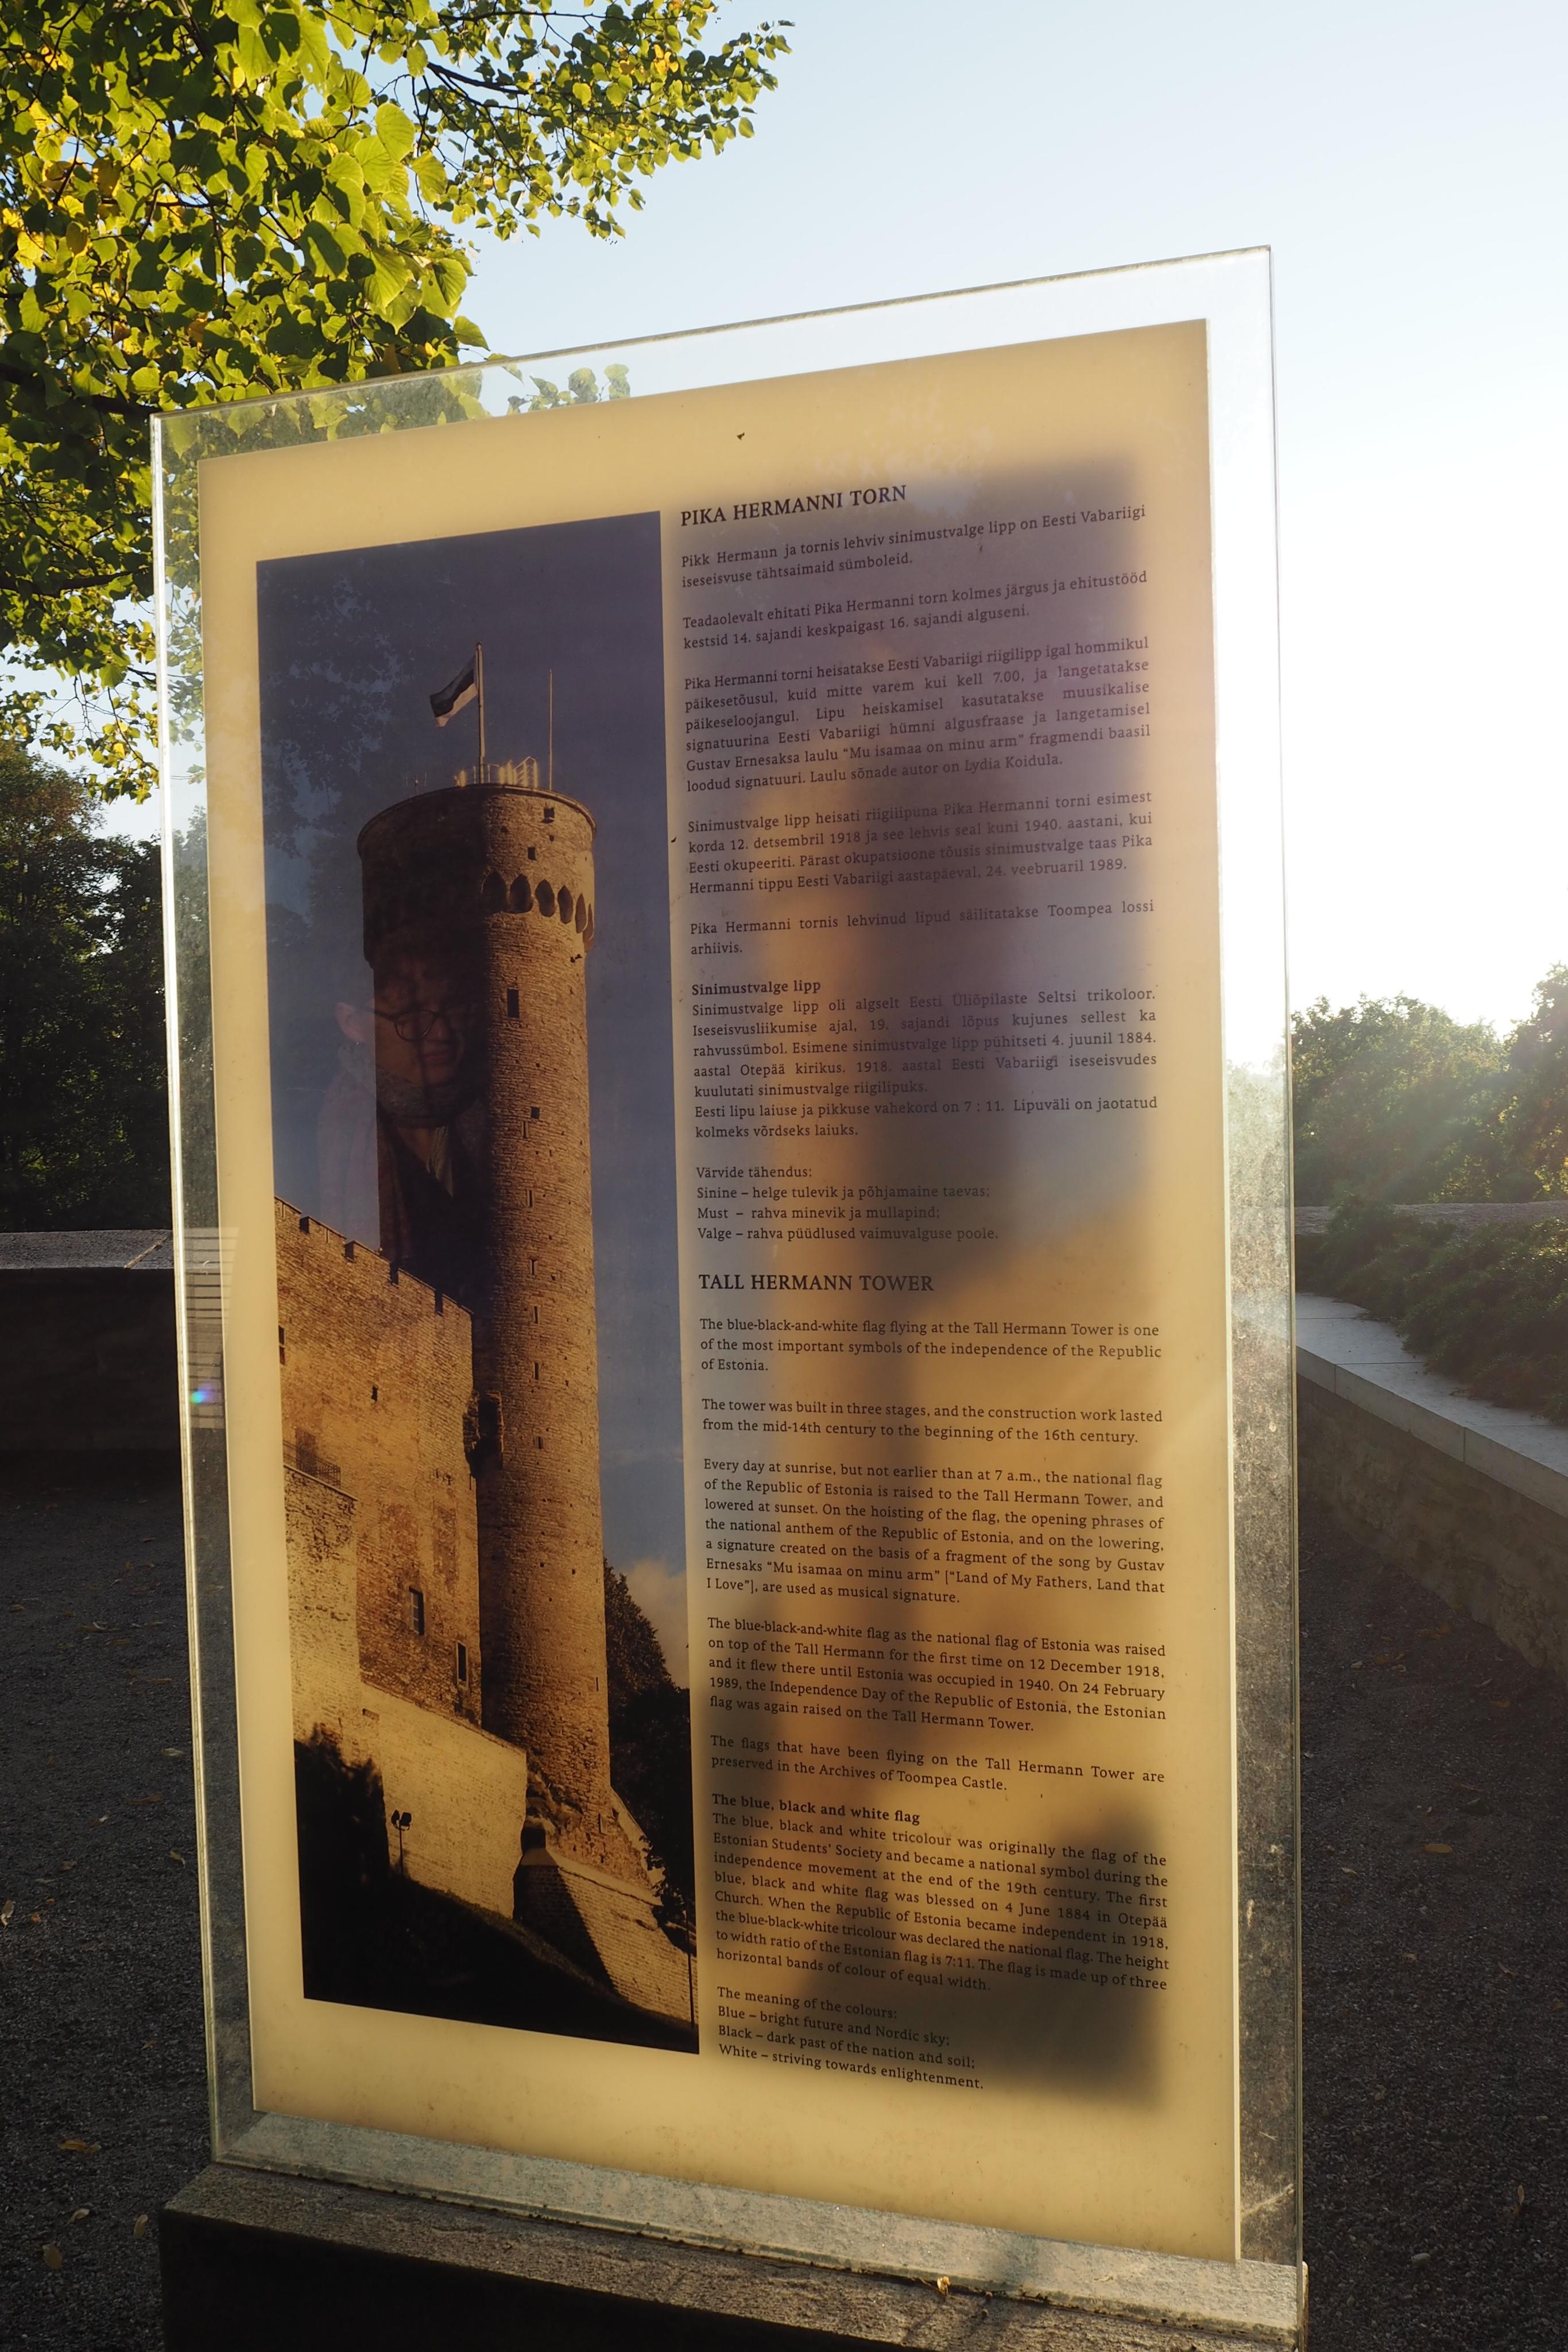 PIKA HERMANNI TORN
Pikk Hermann ja tornis lehviv sinimustvalge lipp on Eesti Vabariigi
iseseisvuse tähtsaimaid sümboleid.
Teadaolevalt ehitati Pika Hermanni torn kolmes järgus ja ehitustööd
kestsid 14. sajandi keskpaigast 16. sajandi alguseni.
Pika Hermanni torni heisatakse Eesti Vabariigi riigilipp igal hommikul
päikesetõusul, kuid mitte varem kui kell 7.00, ja langetatakse
päikeseloojangul. Lipu heiskamisel kasutatakse muusikalise
signatuurina Eesti Vabariigi hümni algusfraase ja langetamisel
Gustav Ernesaksa laulu "Mu isamaa on minu arm" fragmendi baasil
loodud signatuuri. Laulu sõnade autor on Lydia Koidula.
Sinimustvalge lipp heisati riigilipuna Pika Hermanni torni esimest
korda 12. detsembril 1918 ja see lehvis seal kuni 1940. aastani, kui
Eesti okupeeriti. Pärast okupatsioone tõusis sinimustvalge taas Pika
Hermanni tippu Eesti Vabariigi aastapäeval, 24. veebruaril 1989.
Pika Hermanni tornis lehvinud lipud säilitatakse Toompea lossi
arhiivis.
Sinimustvalge lipp
Sinimustvalge lipp oli algselt Eesti Üliõpilaste Seltsi trikoloor.
Iseseisvusliikumise ajal, 19. sajandi lõpus kujunes sellest ka
rahvussümbol. Esimene sinimustvalge lipp pühitseti 4. juunil 1884.
aastal Otepää kirikus. 1918. aastal Eesti Vabariigi iseseisvudes
kuulutati sinimustvalge riigilipuks.
Eesti lipu laiuse ja pikkuse vahekord on 7 : 11. Lipuväli on jaotatud
kolmeks võrdseks laiuks.
Värvide tähendus:
Sinine – helge tulevik ja põhjamaine taevas;
Must – rahva minevik ja mullapind;
Valge – rahva püüdlused vaimuvalguse poole.
TALL HERMANN TOWER
The blue-black-and-white flag flying at the Tall Hermann Tower is one
of the most important symbols of the independence of the Republic
of Estonia.
The tower was built in three stages, and the construction work lasted
from the mid-14th century to the beginning of the 16th century.
Every day at sunrise, but not earlier than at 7 a.m., the national flag
of the Republic of Estonia is raised to the Tall Hermann Tower, and
lowered at sunset. On the hoisting of the flag, the opening phrases of
the national anthem of the Republic of Estonia, and on the lowering,
a signature created on the basis of a fragment of the song by Gustav
Ernesaks "Mu isamaa on minu arm" ["Land of My Fathers, Land that
I Love"], are used as musical signature.
The blue-black-and-white flag as the national flag of Estonia was raised
on top of the Tall Hermann for the first time on 12 December 1918,
and it flew there until Estonia was occupied in 1940. On 24 February
1989, the Independence Day of the Republic of Estonia, the Estonian
flag was again raised on the Tall Hermann Tower.
The flags that have been flying on the Tall Hermann Tower are
preserved in the Archives of Toompea Castle.
The blue, black and white flag
The blue, black and white tricolour was originally the flag of the
Estonian Students' Society and became a national symbol during the
independence movement at the end of the 19th century. The first
blue, black and white flag was blessed on 4 June 1884 in Otepää
Church. When the Republic of Estonia became independent in 1918,
the blue-black-white tricolour was declared the national flag. The height
to width ratio of the Estonian flag is 7:11. The flag is made up of three
horizontal bands of colour of equal width.
The meaning of the colours:
Blue – bright future and Nordic sky;
Black – dark past of the nation and soil;
White – striving towards enlightenment.